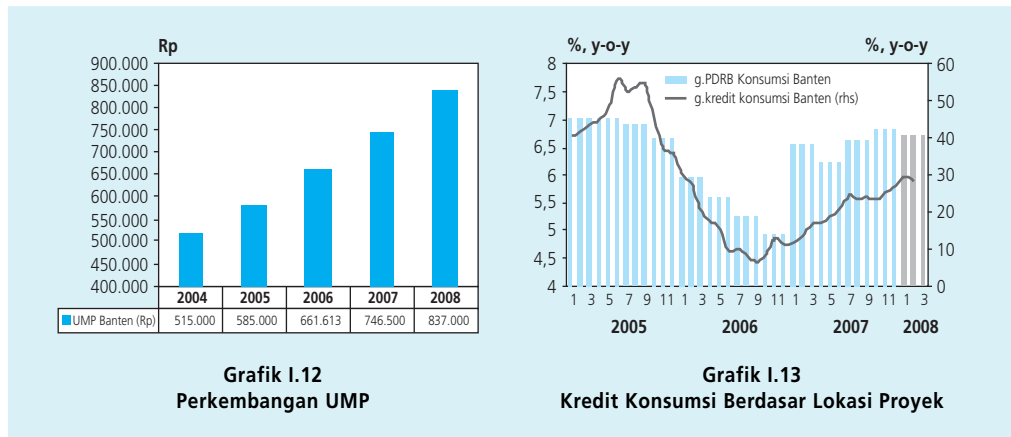 Rp
900.000
850.000
800.000
750.000
700.000
650.000
600.000
550.000
500.000
450.000
400.000
2004 2005 2006 2007 2008
UMP Banten (Rp) 515.000 585.000 661.613 746.500 837.000
Grafik I.12
Perkembangan UMP
%, y-o-y %, y-o-y
8 60
7,5 50
7 40
6,5 30
6 20
5,5 10
5 0
4,5
4
g.PDRB Konsumsi Banten
g.kredit konsumsi Banten (rhs)
1 3 5 7 9 11 1 3 5 7 9 11 1 3 5 7 9 11 1 3
2005 2006 2007 2008
Grafik I.13
Kredit Konsumsi Berdasar Lokasi Proyek